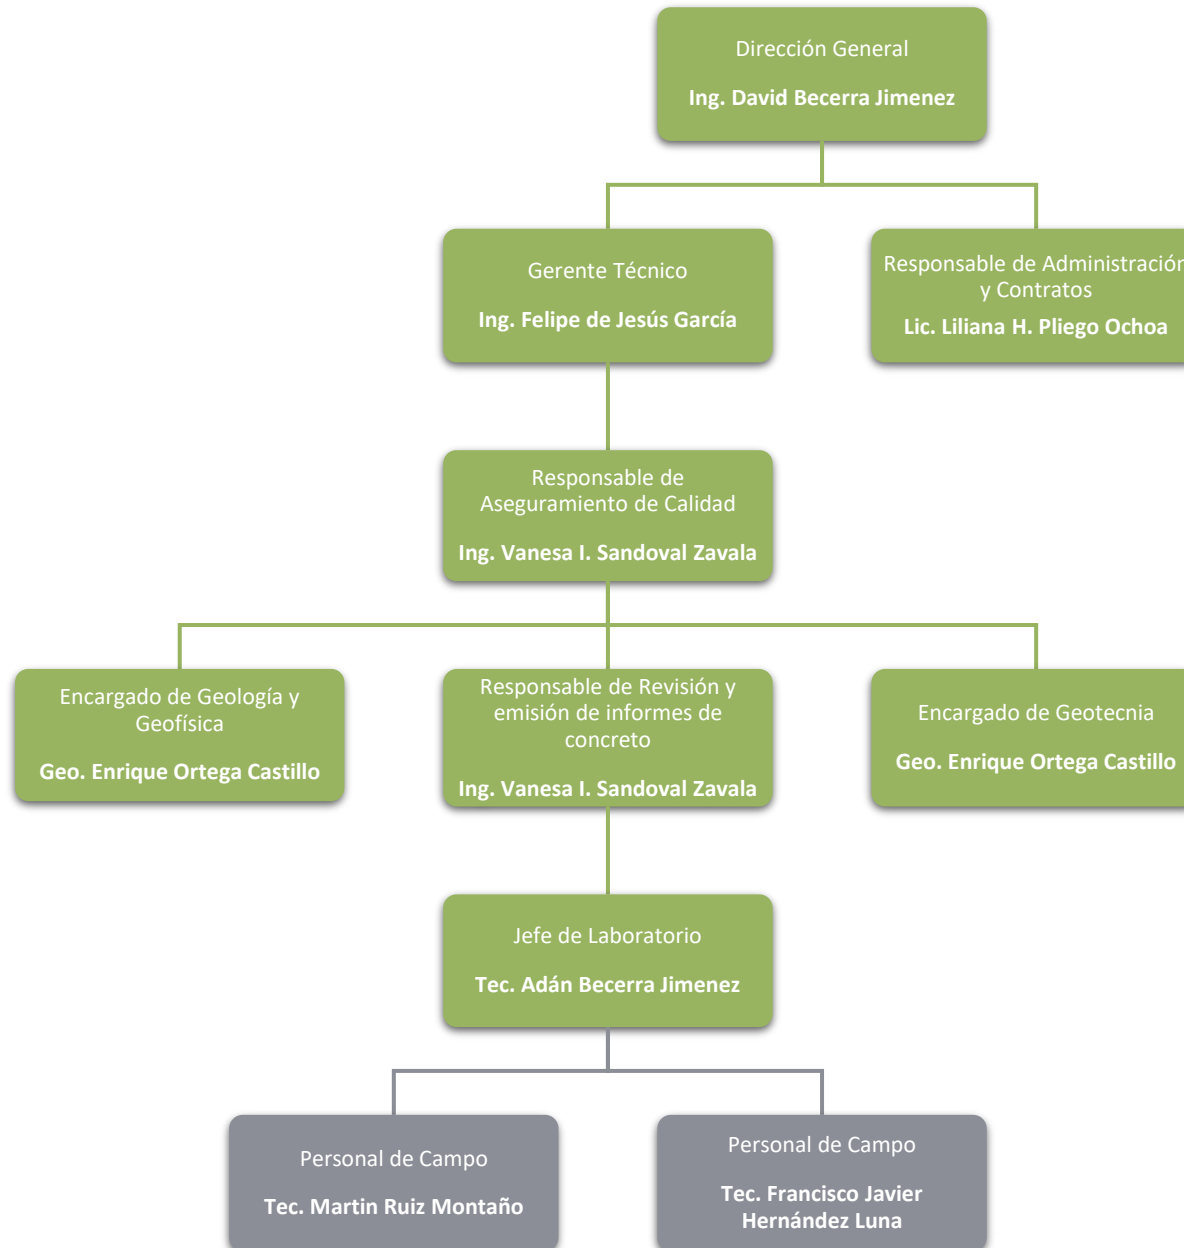 Dirección General
Ing. David Becerra Jimenez
Gerente Técnico
Ing. Felipe de Jesús García
Responsable de Administración
y Contratos
Lic. Liliana H. Pliego Ochoa
Responsable de
Aseguramiento de Calidad
Ing. Vanesa I. Sandoval Zavala
Encargado de Geología y
Geofísica
Geo. Enrique Ortega Castillo
Responsable de Revisión y
emisión de informes de
concreto
Ing. Vanesa I. Sandoval Zavala
Encargado de Geotecnia
Geo. Enrique Ortega Castillo
Jefe de Laboratorio
Tec. Adán Becerra Jimenez
Personal de Campo
Tec. Martin Ruiz Montaño
Personal de Campo
Tec. Francisco Javier
Hernández Luna